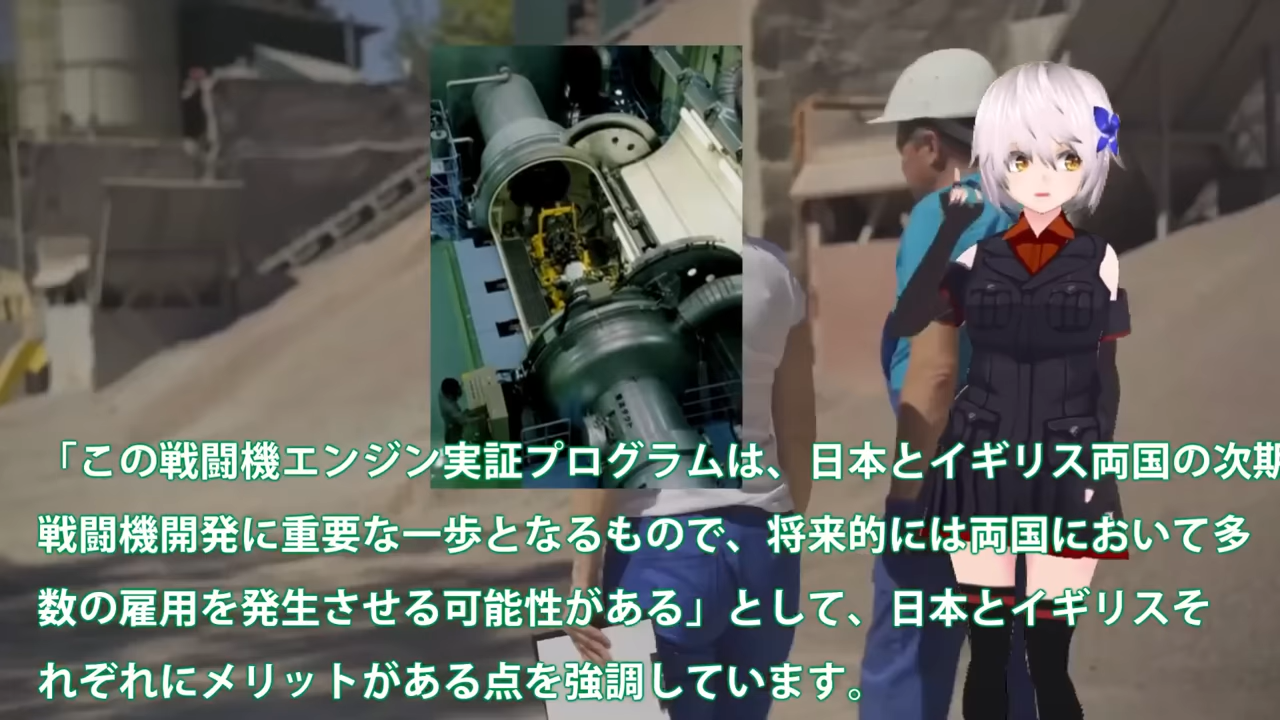 「この戦闘機エンジン実証プログラムは、日本とイギリス両国の次期
戦闘機開発に重要な一歩となるもので、将来的には両国において多
数の雇用を発生させる可能性がある」として、日本とイギリスそ
れぞれにメリットがある点を強調しています。